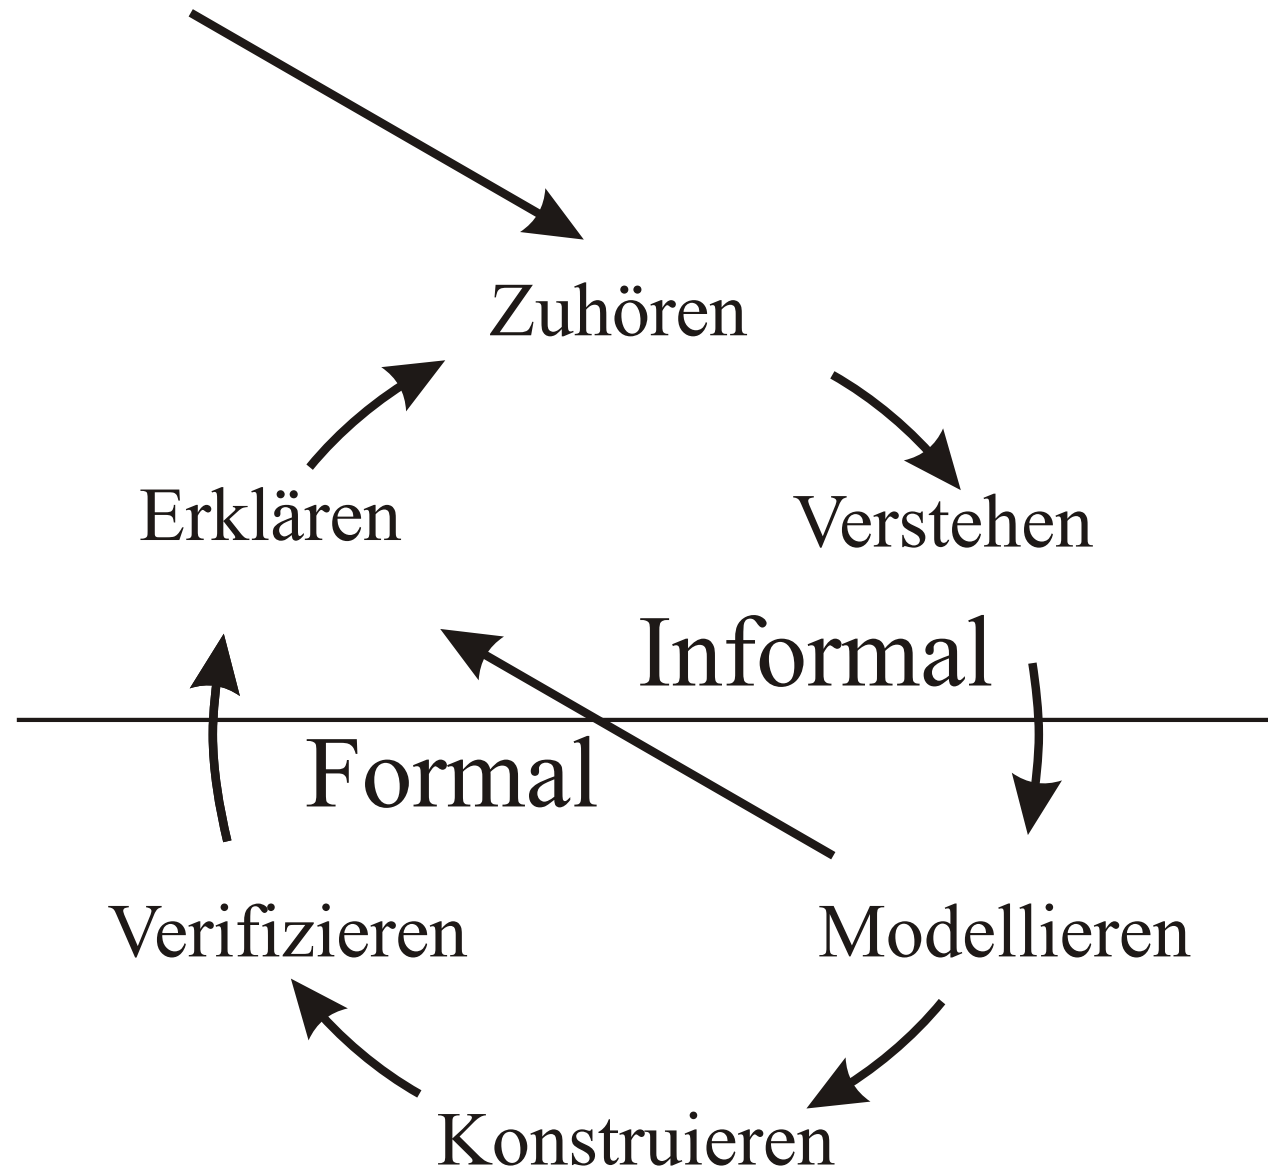 Zuhören
Erklären
Verstehen
Informal
Formal
Verifizieren
Modellieren
Konstruieren